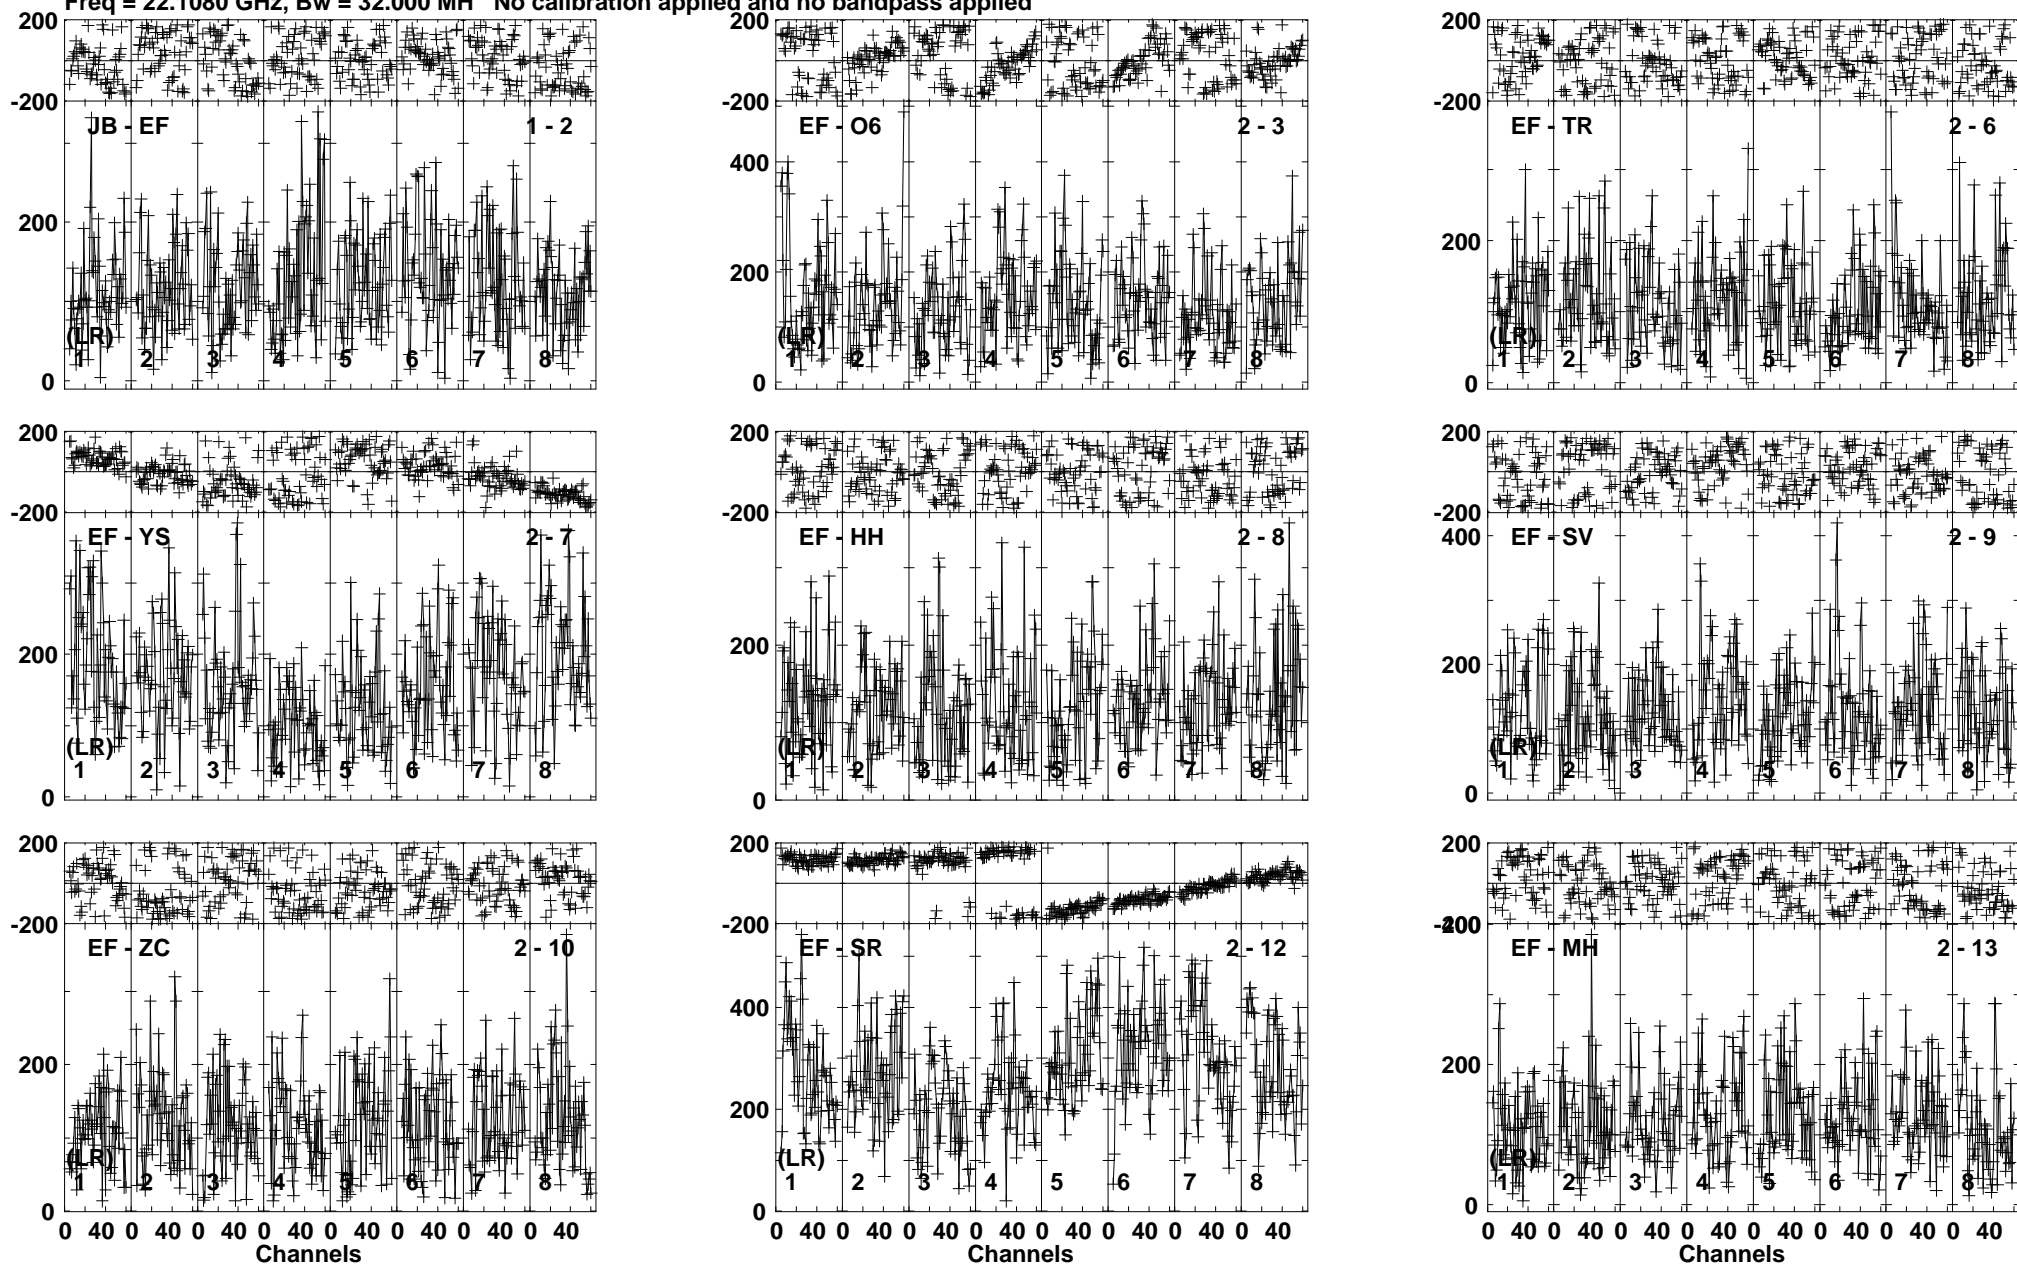 Freq = 22.1080 GHz, Bw = 32.000 MH No calibration applied and no bandpass applied
200 200 200
-200 -200 -200
JB - EF 1 - 2 EF - O6 2 - 3 EF - TR 2 - 6
400
200 200 200
(LR) (LR) (LR)
1 2 3 4 5 6 7 8 1 2 3 4 5 6 7 8 1 2 3 4 5 6 7 8
0 0 0
200 200 200
-200 -200 -200
EF - YS 2 - 7 EF - HH 2 - 8 EF - SV 2 - 9
400
200 200 200
(LR) (LR) (LR)
1 2 3 4 5 6 7 8 1 2 3 4 5 6 7 8 1 2 3 4 5 6 7 8
0 0 0
200 200 200
-200 -200 -200
400
EF - ZC 2 - 10 EF - SR 2 - 12 EF - MH 2 - 13
400
200 200 200
(LR) (LR) (LR)
1 2 3 4 5 6 7 8 1 2 3 4 5 6 7 8 1 2 3 4 5 6 7 8
0 0 0
0 40 0 40 0 40 0 40 0 40 0 40 0 40 0 40 0 40 0 40 0 40 0 40 0 40 0 40 0 40 0 40 0 40 0 40 0 40 0 40 0 40 0 40 0 40 0 40
Channels Channels Channels